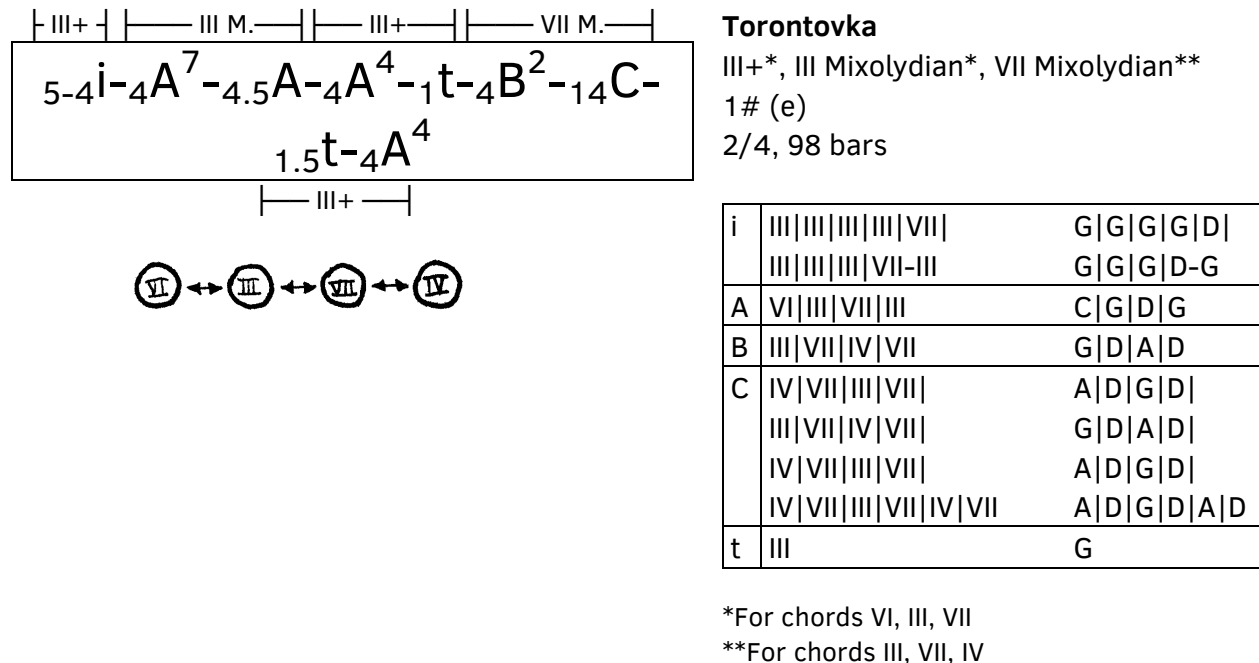 III+ III M. III+ VII M.
5-4i-4A7-4.5A-4A4-1t-4B2-14C-
1.5t-4A4
III+
VI III VII IV
Torontovka
III+*, III Mixolydian*, VII Mixolydian**
1# (e)
2/4, 98 bars
i III|III|III|III|VII| G|G|G|G|D|
III|III|III|VII-III G|G|G|D-G
A VI|III|VII|III C|G|D|G
B III|VII|IV|VII G|D|A|D
C IV|VII|III|VII| A|D|G|D|
III|VII|IV|VII| G|D|A|D|
IV|VII|III|VII| A|D|G|D|
IV|VII|III|VII|IV|VII A|D|G|D|A|D
t III G
*For chords VI, III, VII
**For chords III, VII, IV